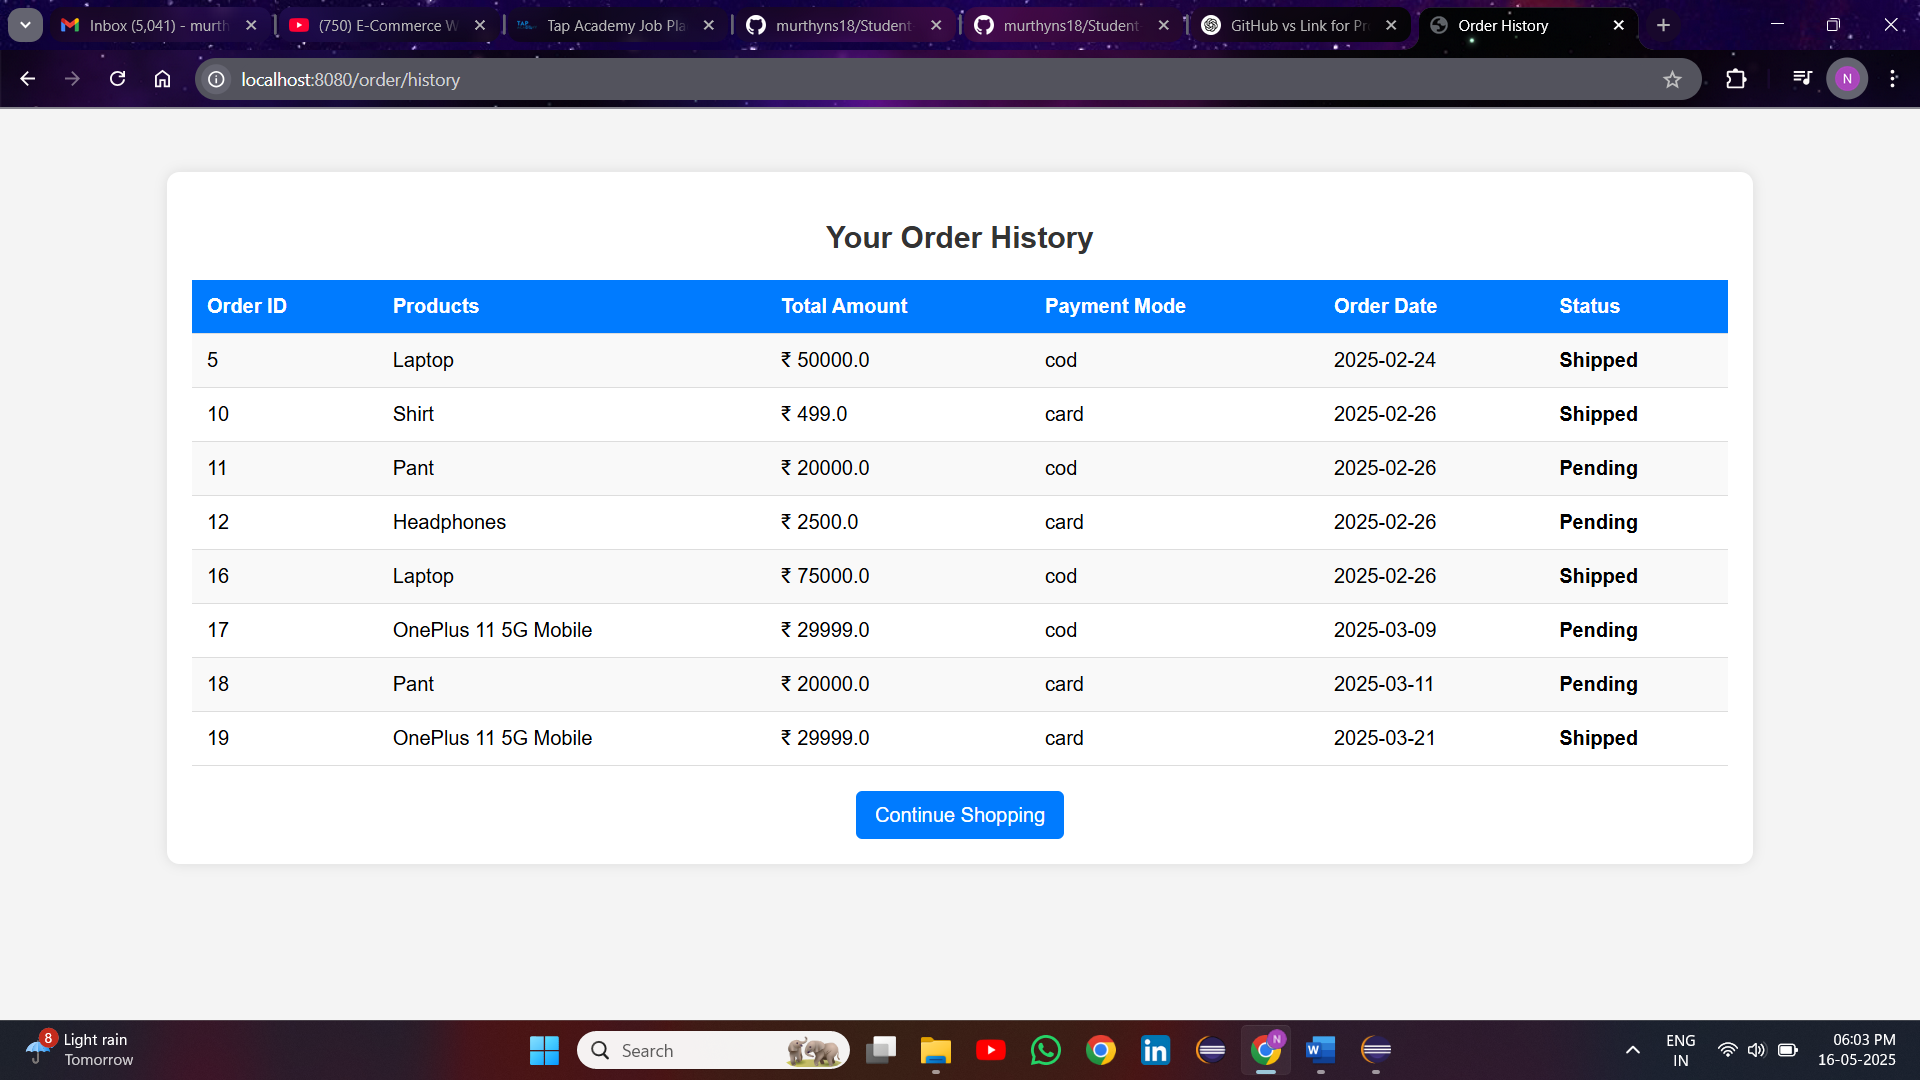 Inbox (5,041) - murth
(750) E-Commerce W
Tap Academy Job Pla
murthyns18/Student
murthyns18/Student
GitHub vs Link for Pr
Order History
localhost:8080/order/history
N
Your Order History
Order ID Products Total Amount Payment Mode Order Date Status
5 Laptop ₹ 50000.0 cod 2025-02-24 Shipped
10 Shirt ₹ 499.0 card 2025-02-26 Shipped
11 Pant ₹ 20000.0 cod 2025-02-26 Pending
12 Headphones ₹ 2500.0 card 2025-02-26 Pending
16 Laptop ₹ 75000.0 cod 2025-02-26 Shipped
17 OnePlus 11 5G Mobile ₹ 29999.0 cod 2025-03-09 Pending
18 Pant ₹ 20000.0 card 2025-03-11 Pending
19 OnePlus 11 5G Mobile ₹ 29999.0 card 2025-03-21 Shipped
Continue Shopping
8
Light rain
Tomorrow
Search
in
N
W
ENG
IN
06:03 PM
16-05-2025